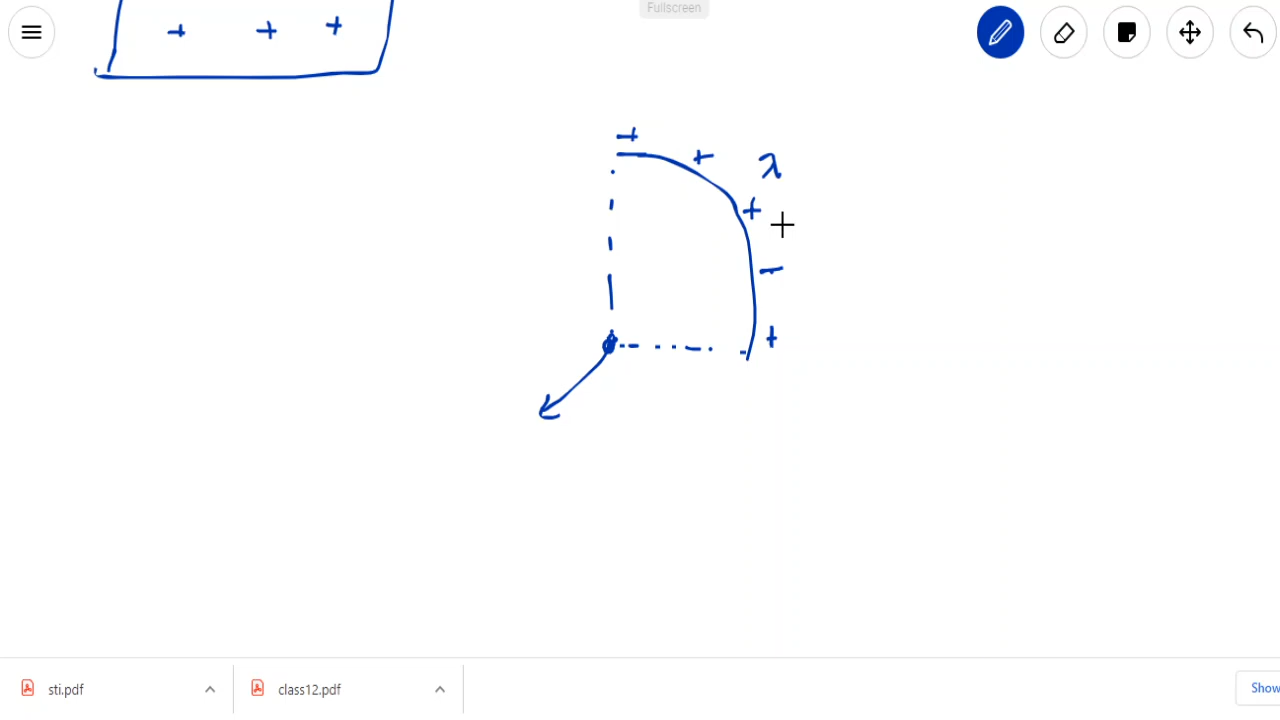 Fullscreen
+ + +
+ +
λ
+
-
+
sti.pdf
class12.pdf
Show